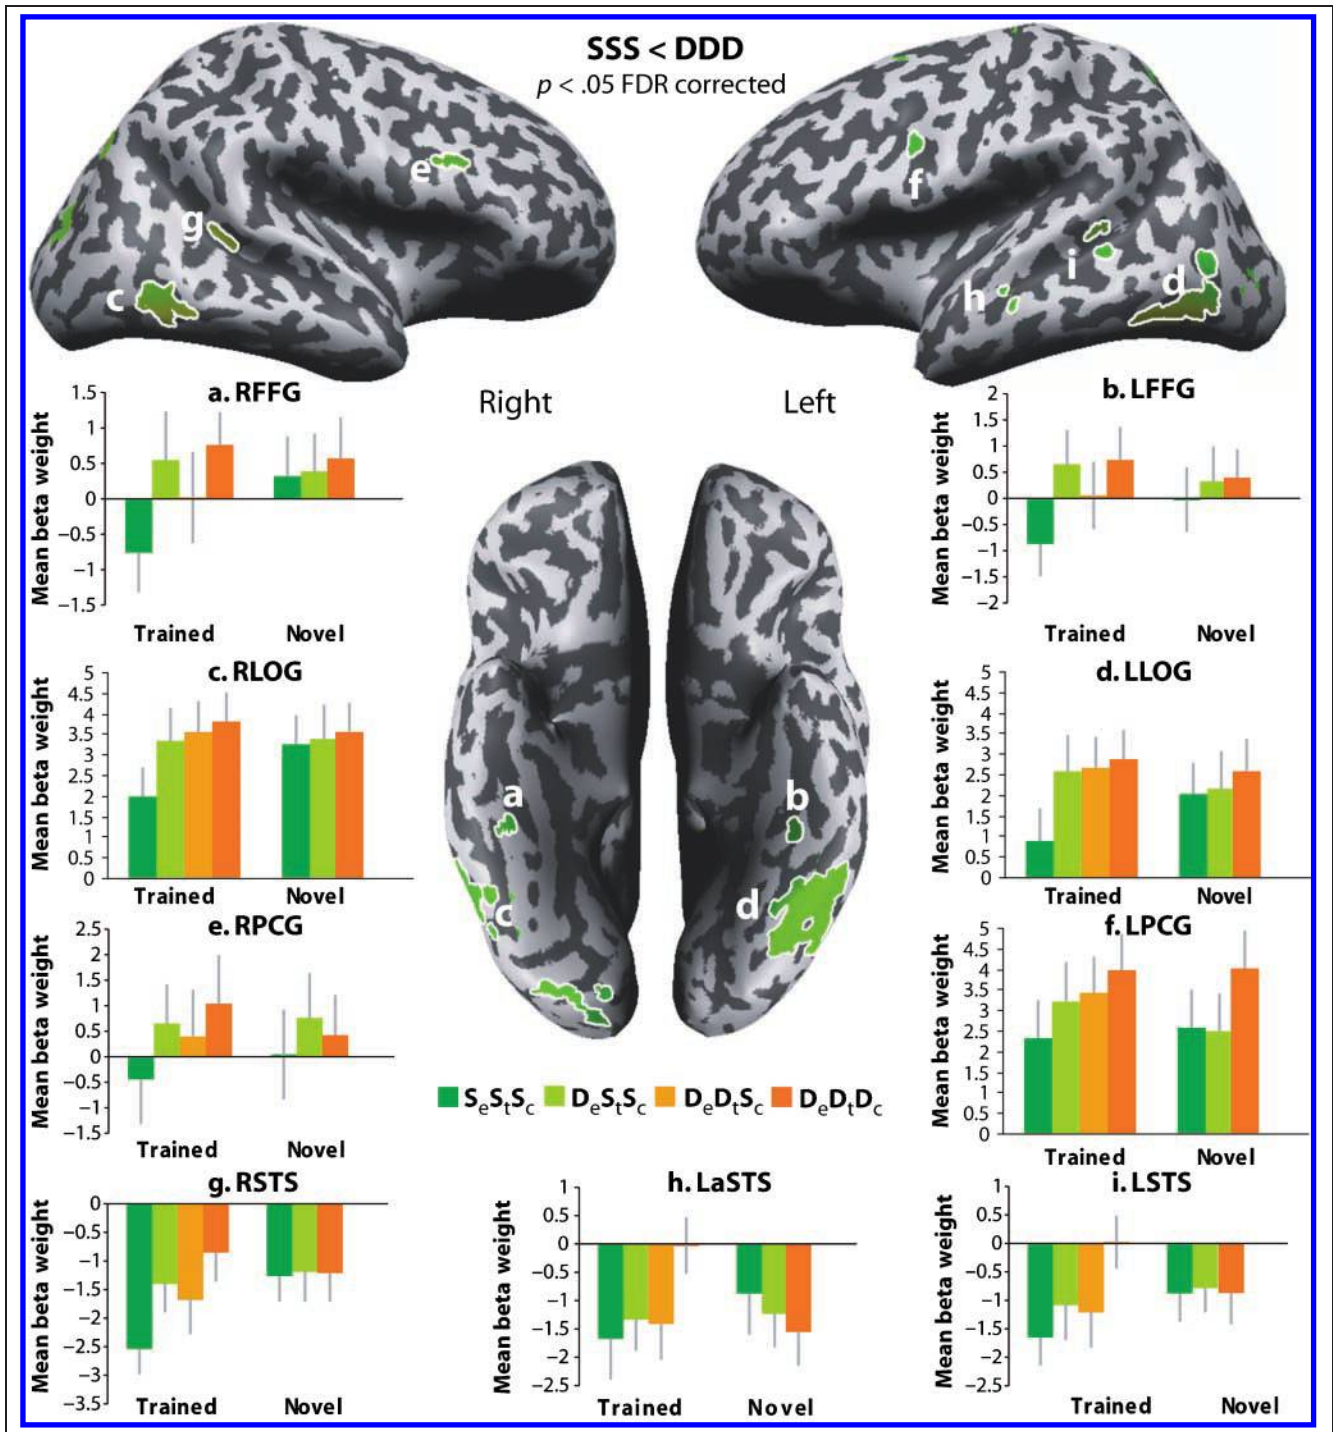 SSS < DDD
p < .05 FDR corrected
e
g
c
f
i
h
d
Right
Left
a. RFFG
Mean beta weight
1.5
1
0.5
0
−0.5
−1
−1.5
Trained Novel
b. LFFG
Mean beta weight
2
1.5
1
0.5
0
−0.5
−1
−1.5
−2
Trained Novel
c. RLOG
Mean beta weight
5
4.5
4
3.5
3
2.5
2
1.5
1
0.5
0
Trained Novel
a
b
c
d
d. LLOG
Mean beta weight
5
4.5
4
3.5
3
2.5
2
1.5
1
0.5
0
Trained Novel
e. RPCG
Mean beta weight
2.5
2
1.5
1
0.5
0
−0.5
−1
−1.5
Trained Novel
f. LPCG
Mean beta weight
5
4.5
4
3.5
3
2.5
2
1.5
1
0.5
0
Trained Novel
SeStSc DeStSc DeDtSc DeDtDc
g. RSTS
Mean beta weight
0
−0.5
−1
−1.5
−2
−2.5
−3
−3.5
Trained Novel
h. LaSTS
Mean beta weight
1
0.5
0
−0.5
−1
−1.5
−2
−2.5
Trained Novel
i. LSTS
Mean beta weight
1
0.5
0
−0.5
−1
−1.5
−2
−2.5
Trained Novel